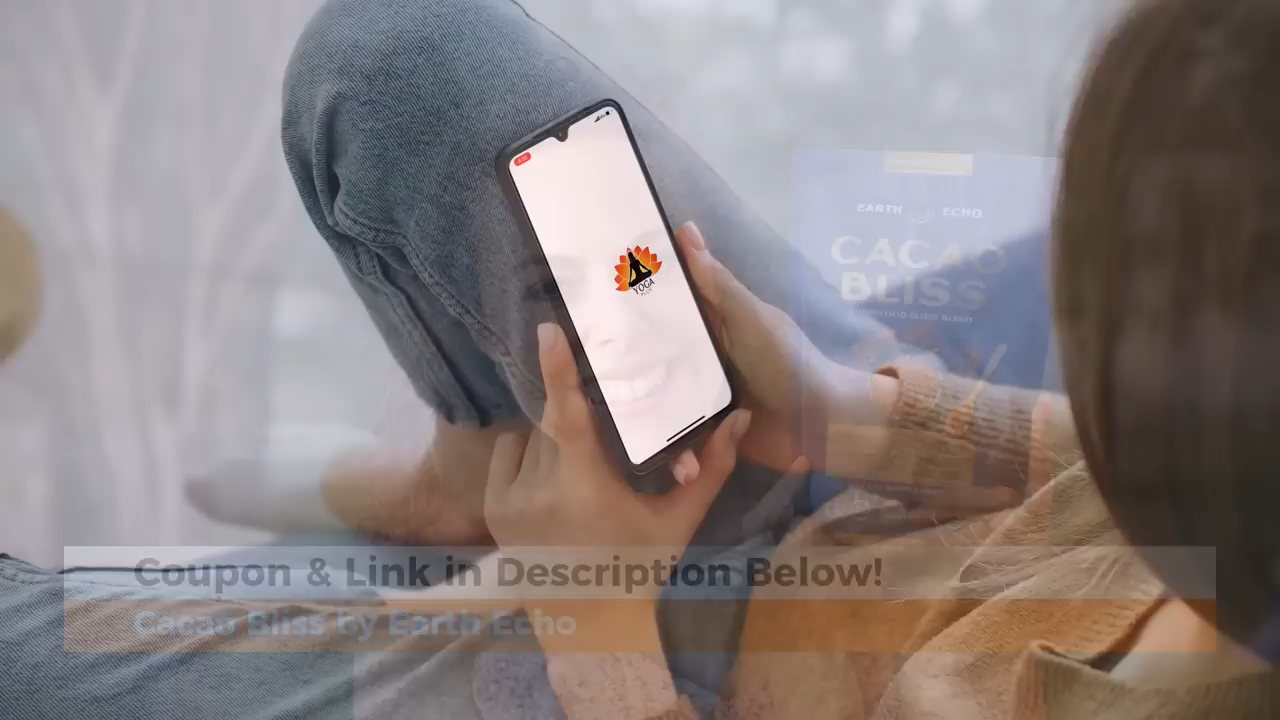 EARTH ECHO
CACAO
BLISS
YOGA
Coupon & Link in Description Below!
Cacao Bliss by Earth Echo